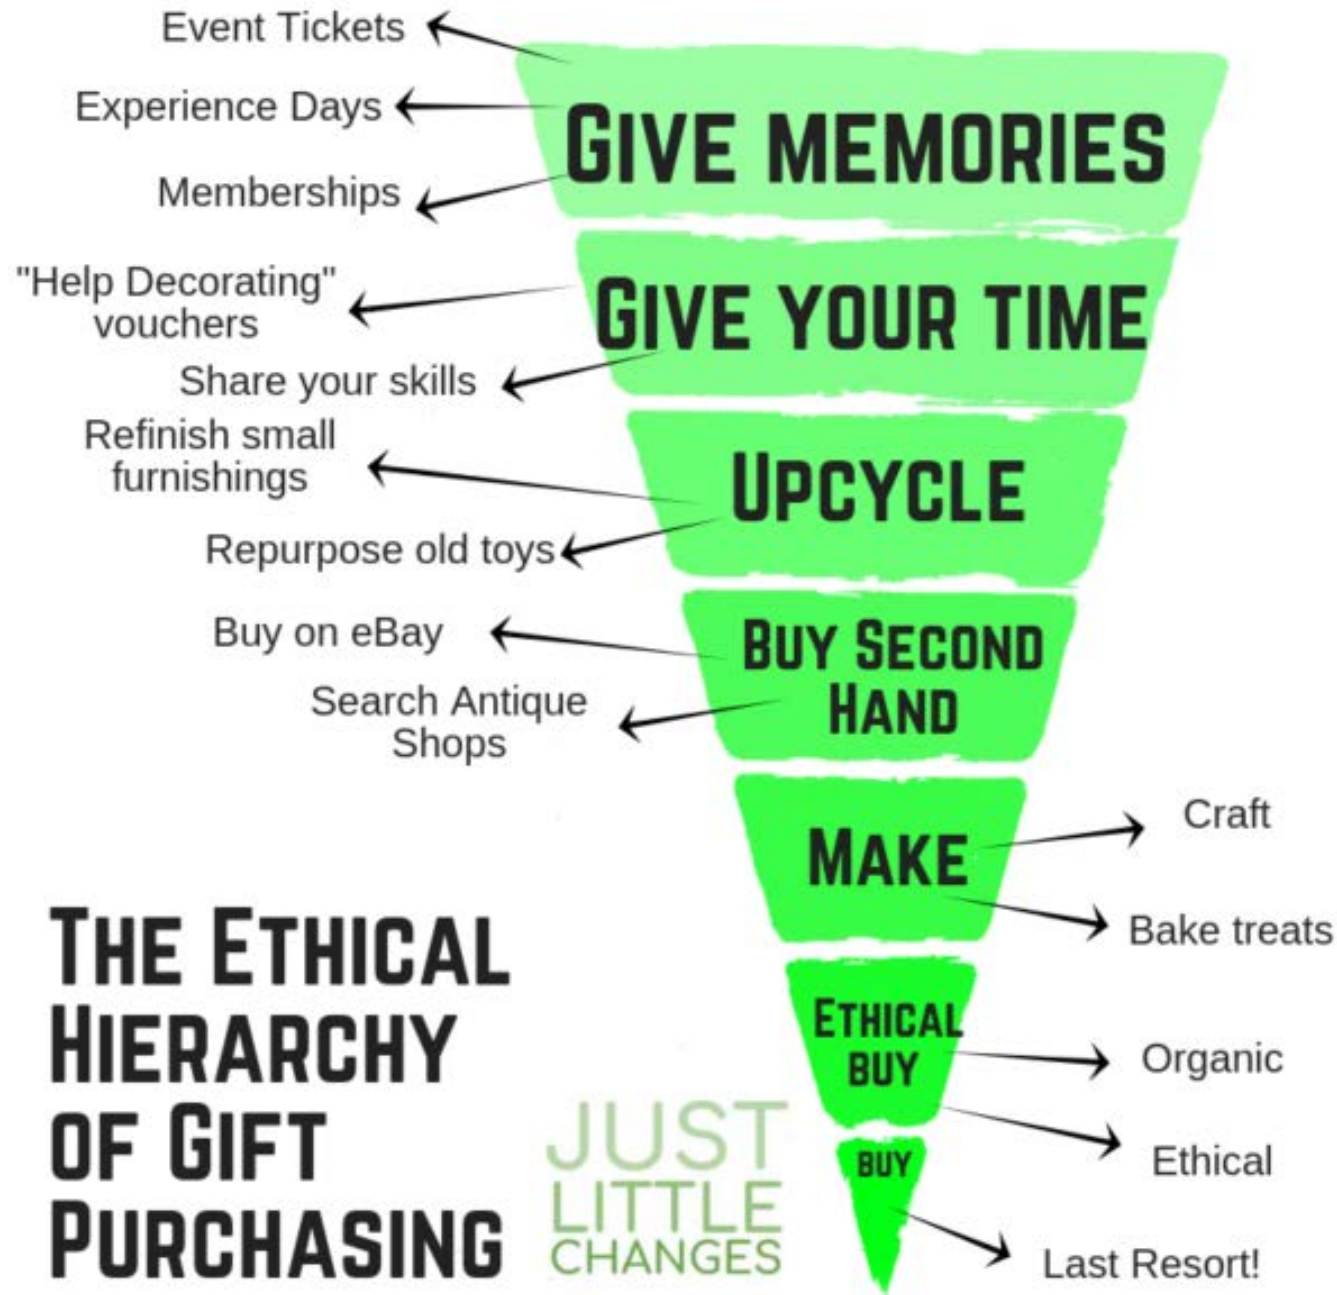 Event Tickets
Experience Days
GIVE MEMORIES
Memberships
"Help Decorating"
vouchers
GIVE YOUR TIME
Share your skills
Refinish small
furnishings
UPCYCLE
Repurpose old toys
Buy on eBay
BUY SECOND
HAND
Search Antique
Shops
MAKE
Craft
Bake treats
ETHICAL
BUY
Organic
Ethical
BUY
Last Resort!
THE ETHICAL
HIERARCHY
OF GIFT
PURCHASING
JUST
LITTLE
CHANGES